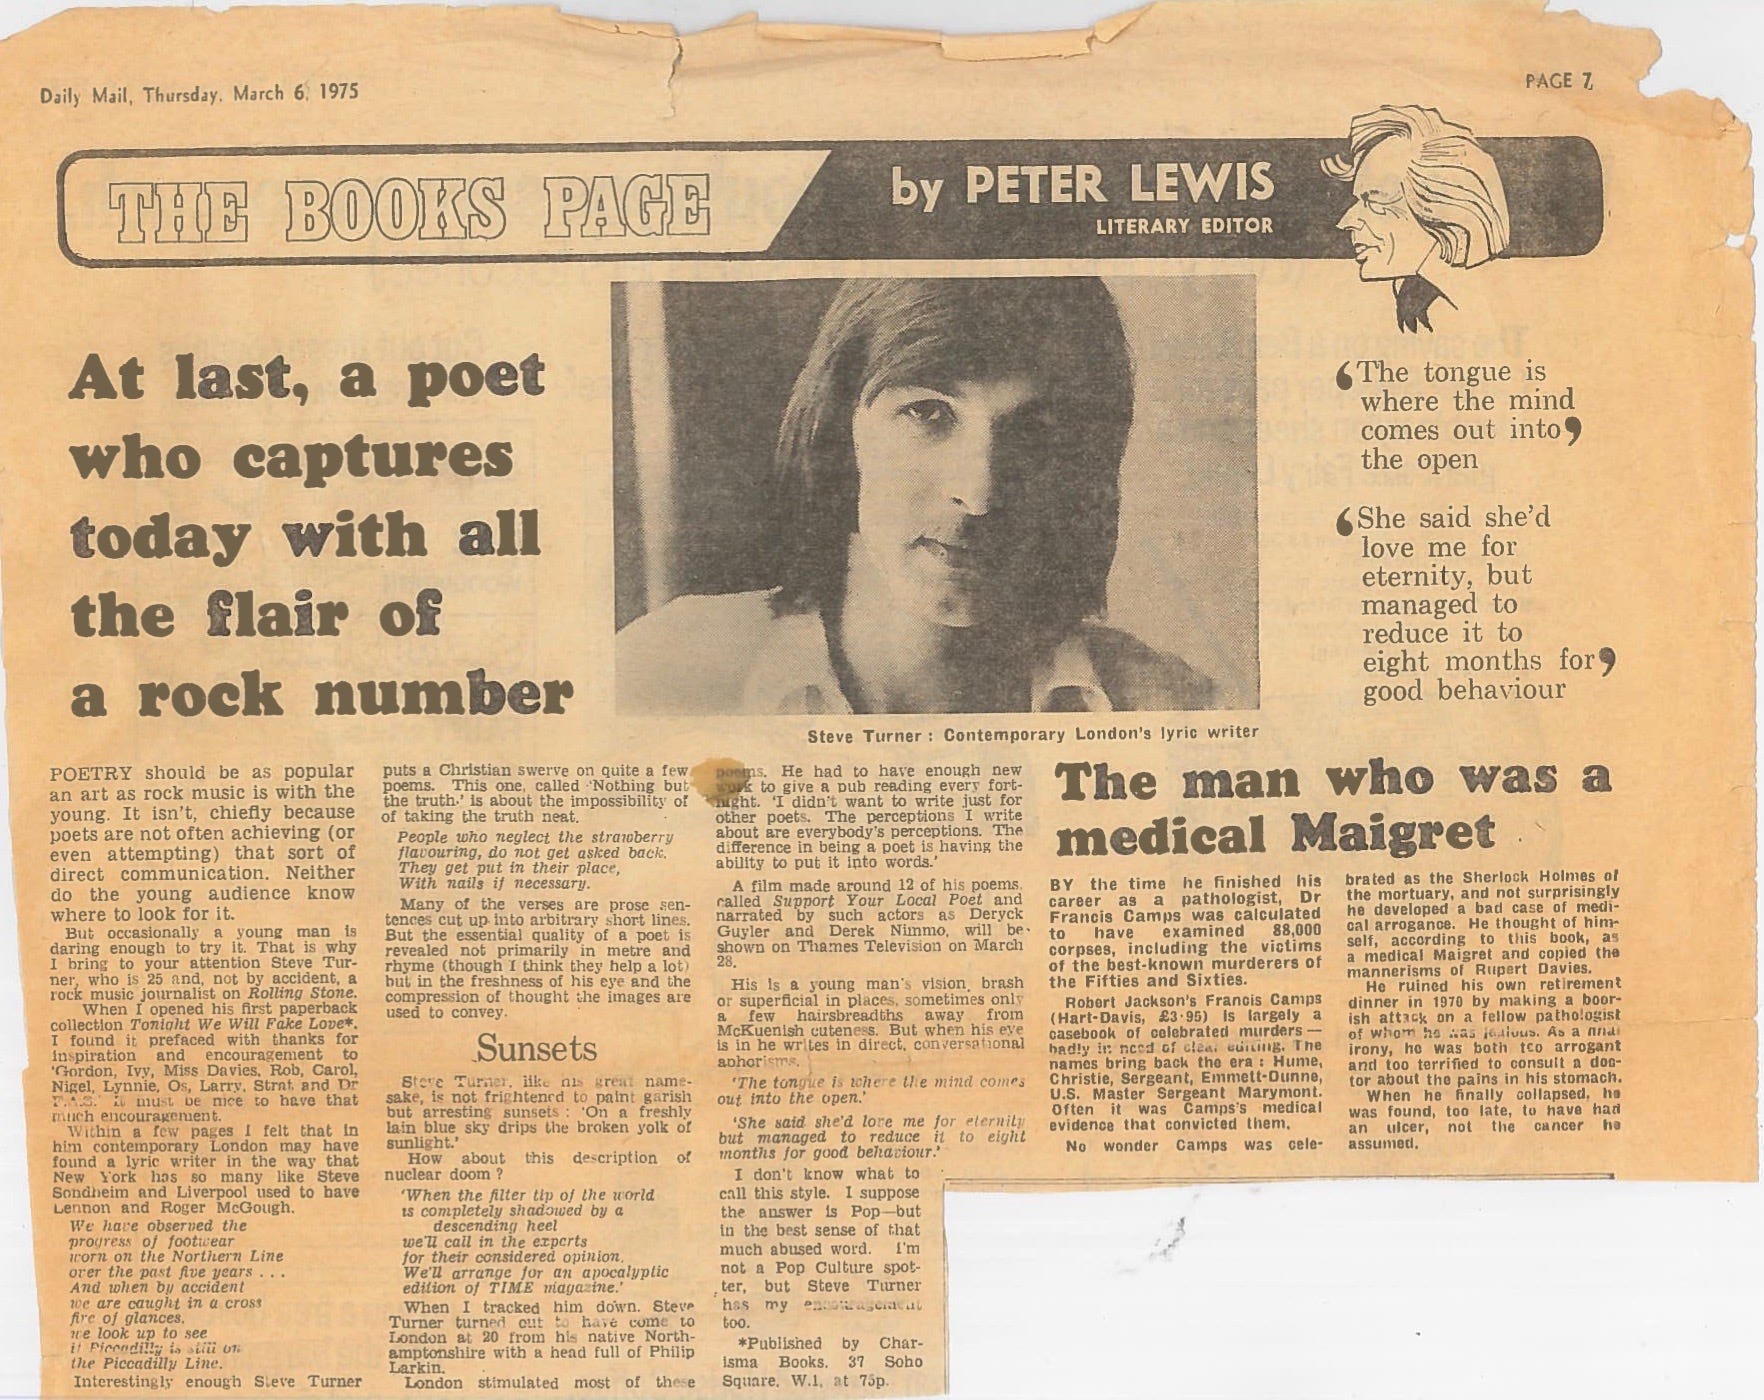 Daily Mail, Thursday, March 6, 1975
PAGE 7
THE BOOKS PAGE
by PETER LEWIS
LITERARY EDITOR
At last, a poet
who captures
today with all
the flair of
a rock number
Steve Turner : Contemporary London's lyric writer
‘The tongue is
where the mind
comes out into’
the open
‘She said she'd
love me for
eternity, but
managed to
reduce it to
eight months for’
good behaviour
POETRY should be as popular
an art as rock music is with the
young. It isn't, chiefly because
poets are not often achieving (or
even attempting) that sort of
direct communication. Neither
do the young audience know
where to look for it.
But occasionally a young man is
daring enough to try it. That is why
I bring to your attention Steve Tur-
ner, who is 25 and, not by accident, a
rock music journalist on Rolling Stone.
When I opened his first paperback
collection Tonight We Will Fake Love*,
I found it prefaced with thanks for
inspiration and encouragement to
‘Gordon, Ivy, Miss Davies, Rob, Carol,
Nigel, Lynnie, Os, Larry, Strat and Dr
F.A.S.’ It must be nice to have that
much encouragement.
Within a few pages I felt that in
him contemporary London may have
found a lyric writer in the way that
New York has so many like Steve
Sondheim and Liverpool used to have
Lennon and Roger McGough.
We have observed the
progress of footwear
worn on the Northern Line
over the past five years . . .
And when by accident
we are caught in a cross
fire of glances,
we look up to see
if Piccadilly is still on
the Piccadilly Line.
Interestingly enough Steve Turner
puts a Christian swerve on quite a few
poems. This one, called ‘Nothing but
the truth,’ is about the impossibility of
of taking the truth neat.
People who neglect the strawberry
flavouring, do not get asked back.
They get put in their place,
With nails if necessary.
Many of the verses are prose sen-
tences cut up into arbitrary short lines.
But the essential quality of a poet is
revealed not primarily in metre and
rhyme (though I think they help a lot)
but in the freshness of his eye and the
compression of thought the images are
used to convey.
Sunsets
Steve Turner, like his great name-
sake, is not frightened to paint garish
but arresting sunsets : ‘On a freshly
lain blue sky drips the broken yolk of
sunlight.’
How about this description of
nuclear doom ?
‘When the filter tip of the world
is completely shadowed by a
descending heel
we'll call in the experts
for their considered opinion.
We'll arrange for an apocalyptic
edition of TIME magazine.’
When I tracked him down, Steve
Turner turned out to have come to
London at 20 from his native North-
amptonshire with a head full of Philip
Larkin.
London stimulated most of these
poems. He had to have enough new
work to give a pub reading every fort-
night. ‘I didn't want to write just for
other poets. The perceptions I write
about are everybody's perceptions. The
difference in being a poet is having the
ability to put it into words.’
A film made around 12 of his poems,
called Support Your Local Poet and
narrated by such actors as Deryck
Guyler and Derek Nimmo, will be
shown on Thames Television on March
28.
His is a young man's vision, brash
or superficial in places, sometimes only
a few hairsbreadths away from
McKuenish cuteness. But when his eye
is in he writes in direct, conversational
aphorisms.
‘The tongue is where the mind comes
out into the open.’
‘She said she'd love me for eternity
but managed to reduce it to eight
months for good behaviour.’
I don't know what to
call this style. I suppose
the answer is Pop—but
in the best sense of that
much abused word. I'm
not a Pop Culture spot-
ter, but Steve Turner
has my encouragement
too.
*Published by Char-
isma Books, 37 Soho
Square, W.1, at 75p.
The man who was a
medical Maigret
BY the time he finished his
career as a pathologist, Dr
Francis Camps was calculated
to have examined 88,000
corpses, including the victims
of the best-known murderers of
the Fifties and Sixties.
Robert Jackson's Francis Camps
(Hart-Davis, £3·95) is largely a
casebook of celebrated murders —
badly in need of clear editing. The
names bring back the era : Hume,
Christie, Sergeant, Emmett-Dunne,
U.S. Master Sergeant Marymont.
Often it was Camps's medical
evidence that convicted them.
No wonder Camps was cele-
brated as the Sherlock Holmes of
the mortuary, and not surprisingly
he developed a bad case of medi-
cal arrogance. He thought of him-
self, according to this book, as
a medical Maigret and copied the
mannerisms of Rupert Davies.
He ruined his own retirement
dinner in 1970 by making a boor-
ish attack on a fellow pathologist
of whom he was jealous. As a final
irony, he was both too arrogant
and too terrified to consult a doc-
tor about the pains in his stomach.
When he finally collapsed, he
was found, too late, to have had
an ulcer, not the cancer he
assumed.